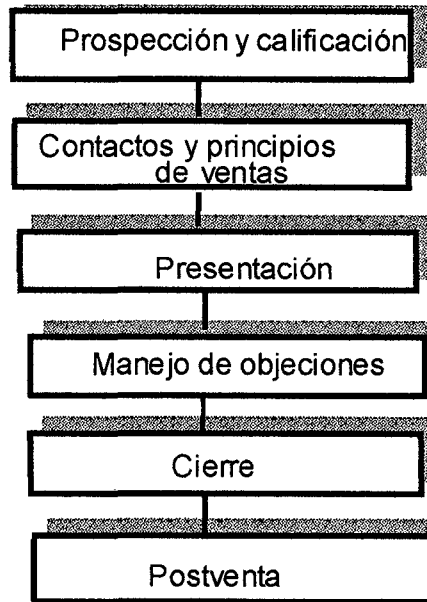 Prospección y calificación
Contactos y principios
de ventas
Presentación
Manejo de objeciones
Cierre
Postventa